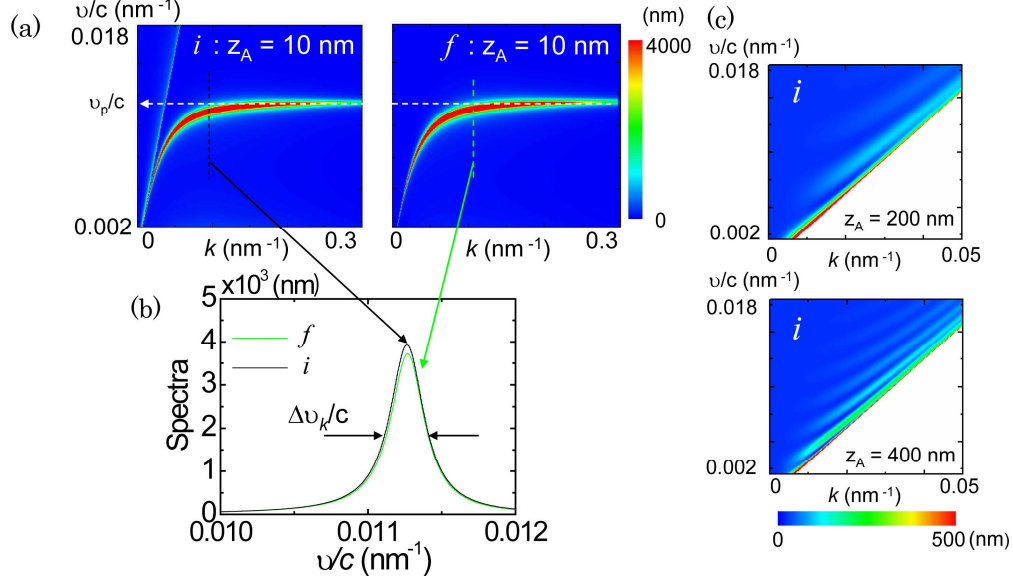 (a)
υ/c (nm⁻¹)
0.018
υₚ/c
0.002
i : z_A = 10 nm
0
k (nm⁻¹)
0.3
f : z_A = 10 nm
0
k (nm⁻¹)
0.3
(nm)
4000
0
(b)
x10³ (nm)
5
4
3
2
1
0
Spectra
f
i
Δυₖ/c
0.010
0.011
0.012
υ/c (nm⁻¹)
(c)
υ/c (nm⁻¹)
0.018
i
z_A = 200 nm
0.002
0
k (nm⁻¹)
0.05
υ/c (nm⁻¹)
0.018
i
z_A = 400 nm
0.002
0
k (nm⁻¹)
0.05
0
500 (nm)